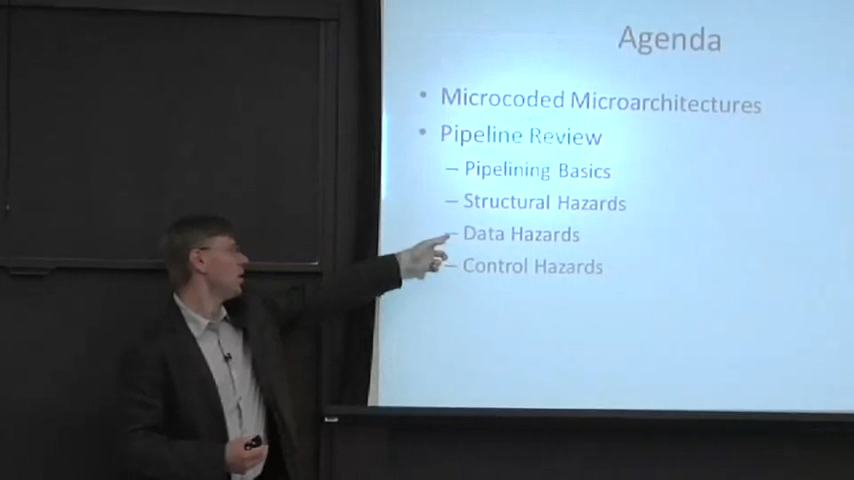 Agenda
• Microcoded Microarchitectures
• Pipeline Review
– Pipelining Basics
– Structural Hazards
– Data Hazards
– Control Hazards